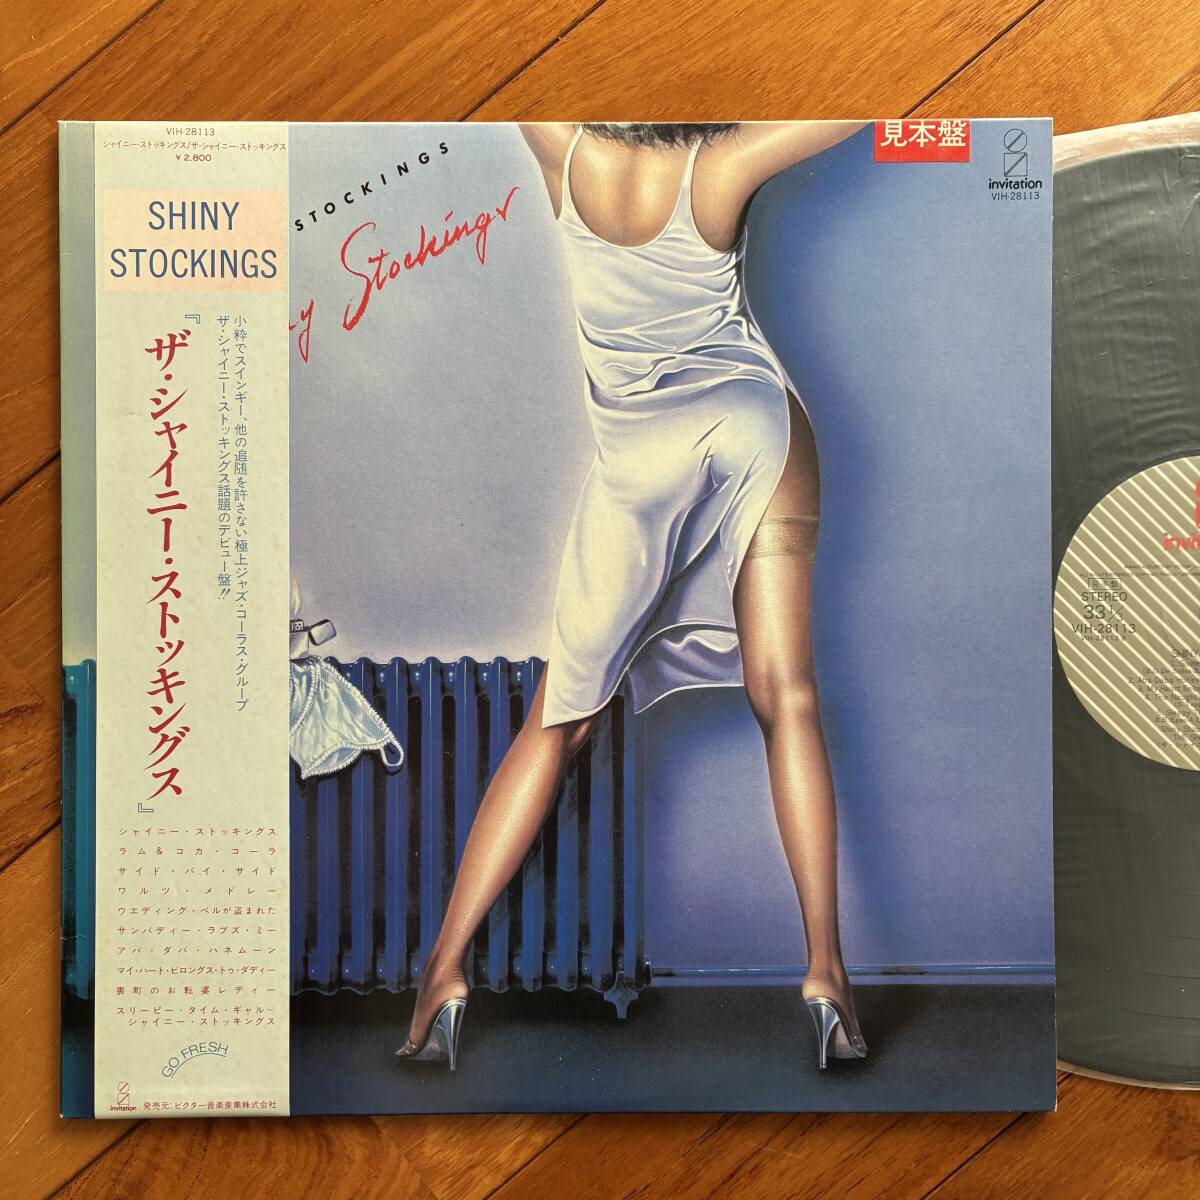 VIH-28113
シャイニー・ストッキングス/ザ・シャイニー・ストッキングス
¥2,800
SHINY
STOCKINGS
小粋でスインギー、他の追随を許さない極上ジャズ・コーラス・グループ
ザ・シャイニー・ストッキングス話題のデビュー盤!!
『ザ・シャイニー・ストッキングス』
シャイニー・ストッキングス
ラム&コカ・コーラ
サイド・バイ・サイド
ワルツ・メドレー
ウエディング・ベルが盗まれた
サンバディー・ラブズ・ミー
アバ・ダバ・ハネムーン
マイ・ハート・ビロングス・トゥ・ダディー
裏町のお転婆レディー
スリーピー・タイム・ギャル~
シャイニー・ストッキングス
GO FRESH
invitation
発売元:ビクター音楽産業株式会社
STOCKINGS
y Stockings
見本盤
invitation
VIH-28113
見本盤
STEREO
33 1/3
VIH-28113
VIH-28113 B